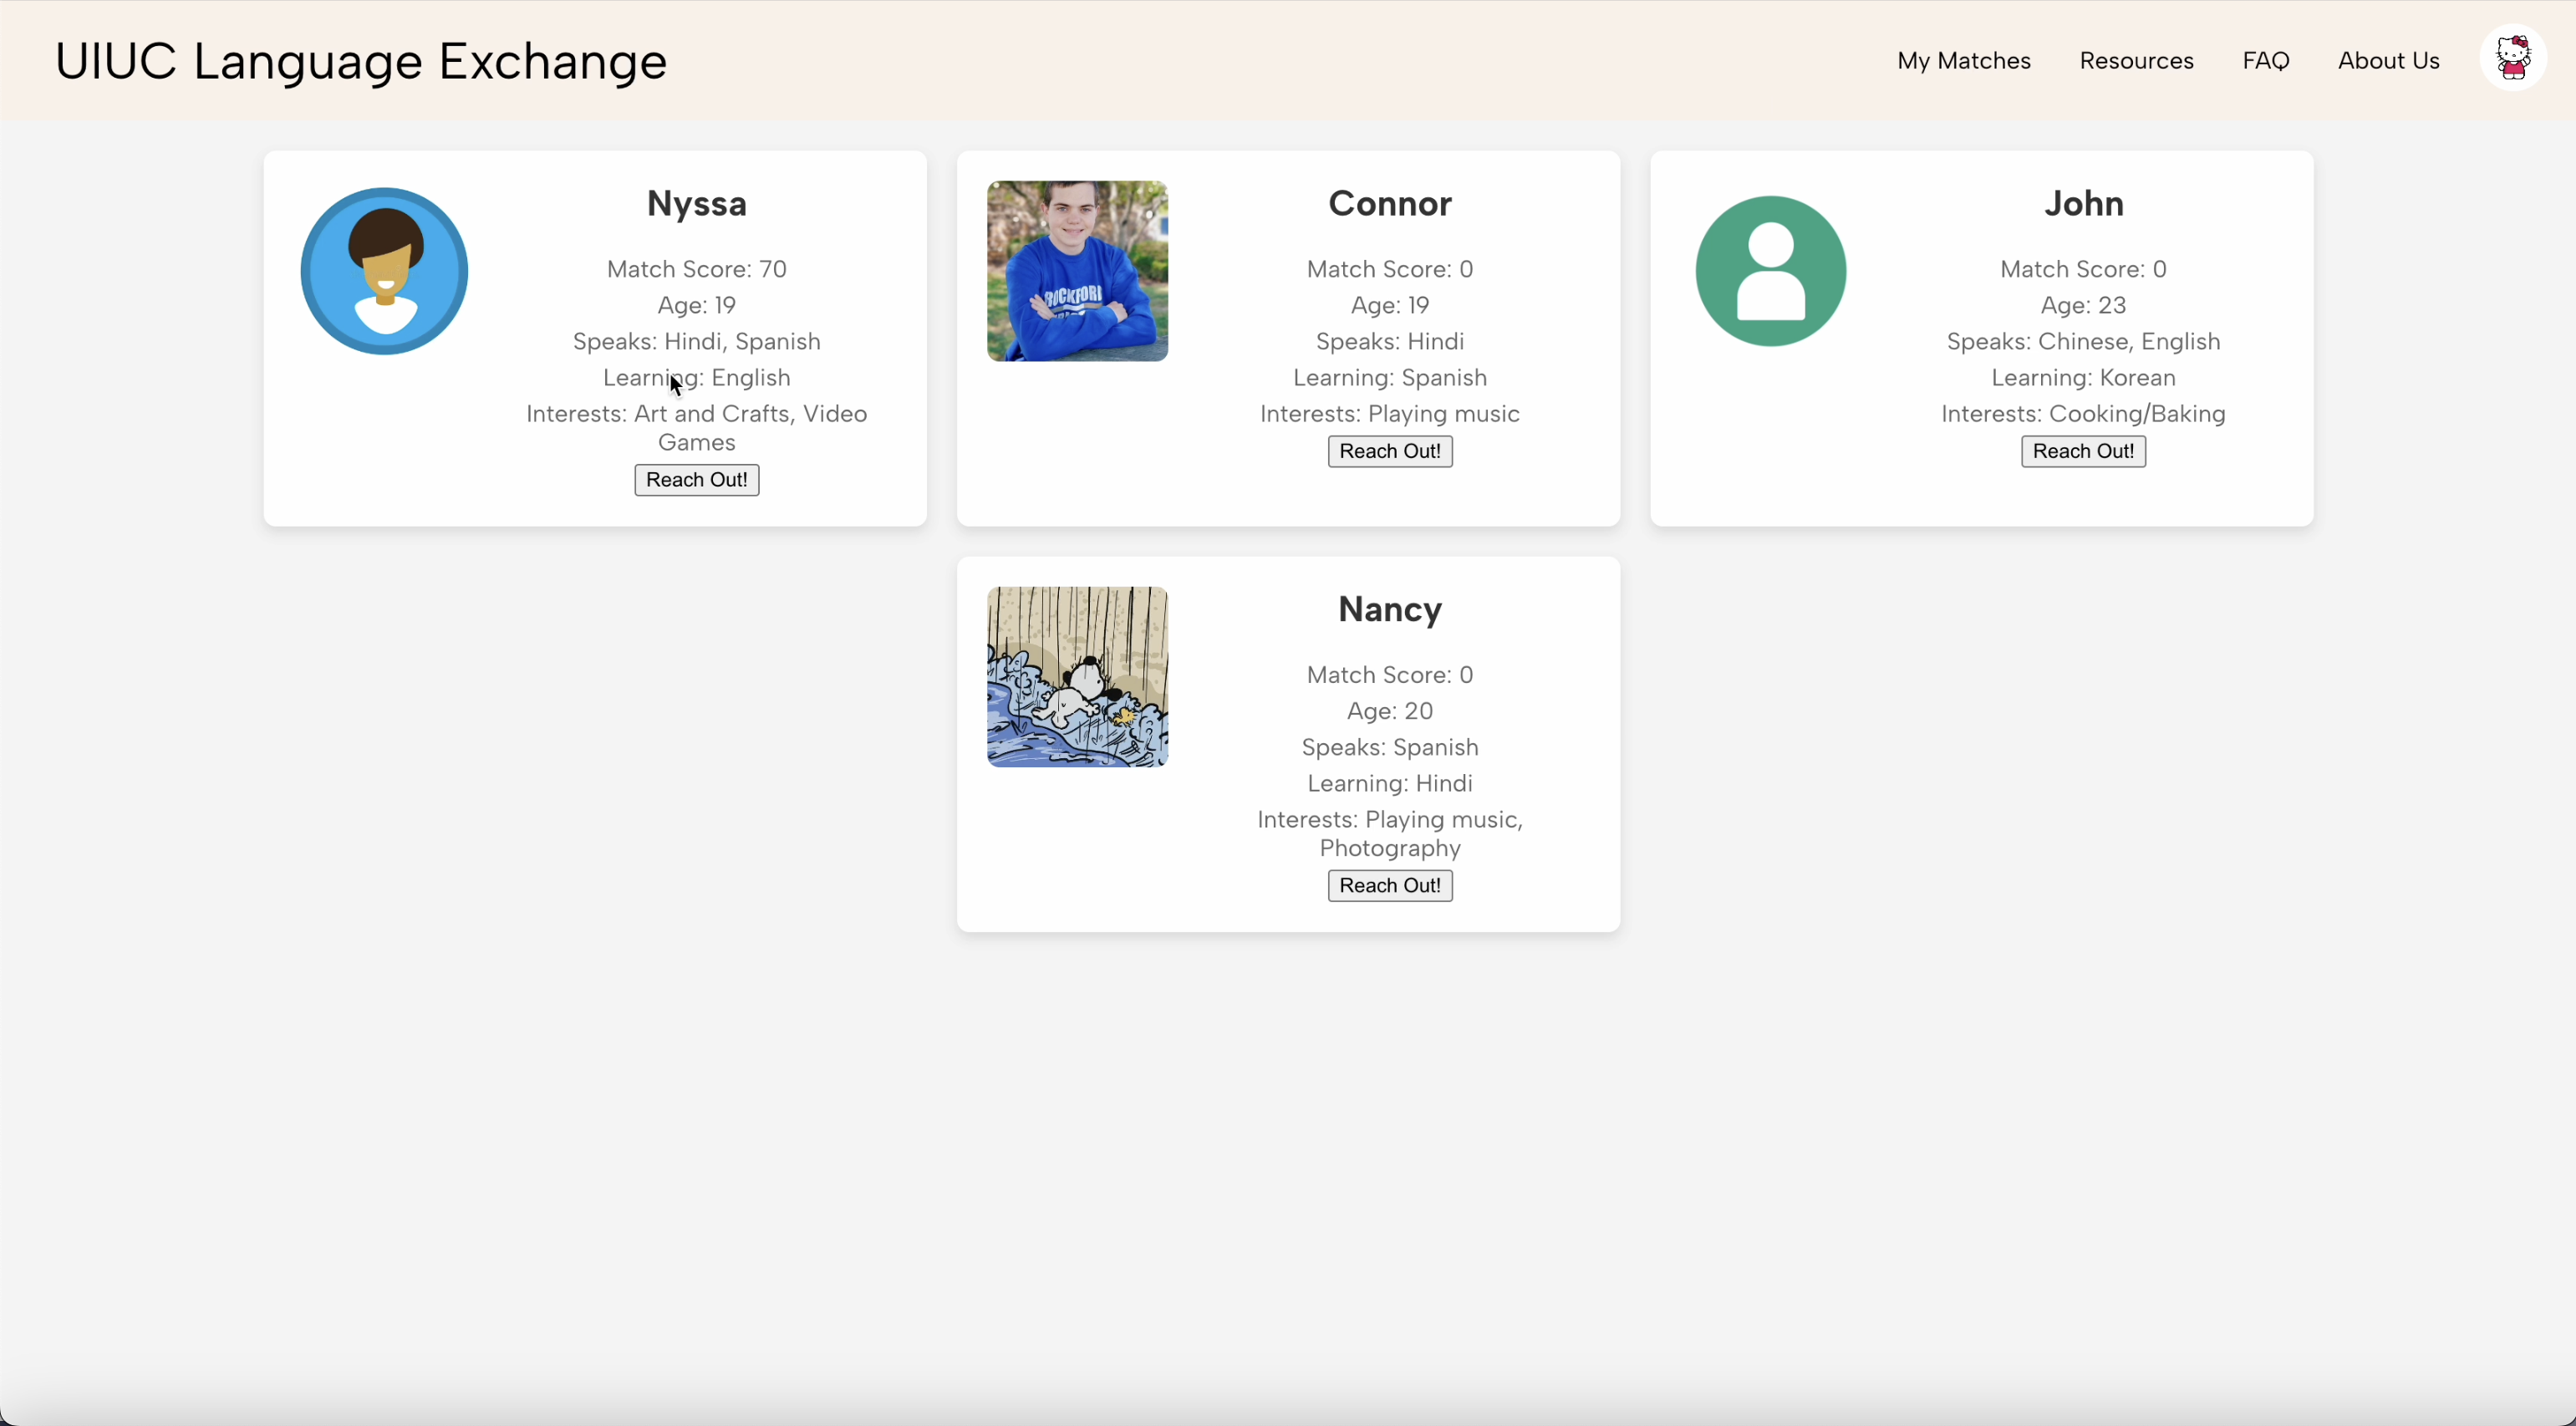 UIUC Language Exchange
My Matches
Resources
FAQ
About Us
Nyssa
Match Score: 70
Age: 19
Speaks: Hindi, Spanish
Learning: English
Interests: Art and Crafts, Video
Games
Reach Out!
ROCKFORD
Connor
Match Score: 0
Age: 19
Speaks: Hindi
Learning: Spanish
Interests: Playing music
Reach Out!
John
Match Score: 0
Age: 23
Speaks: Chinese, English
Learning: Korean
Interests: Cooking/Baking
Reach Out!
Nancy
Match Score: 0
Age: 20
Speaks: Spanish
Learning: Hindi
Interests: Playing music,
Photography
Reach Out!